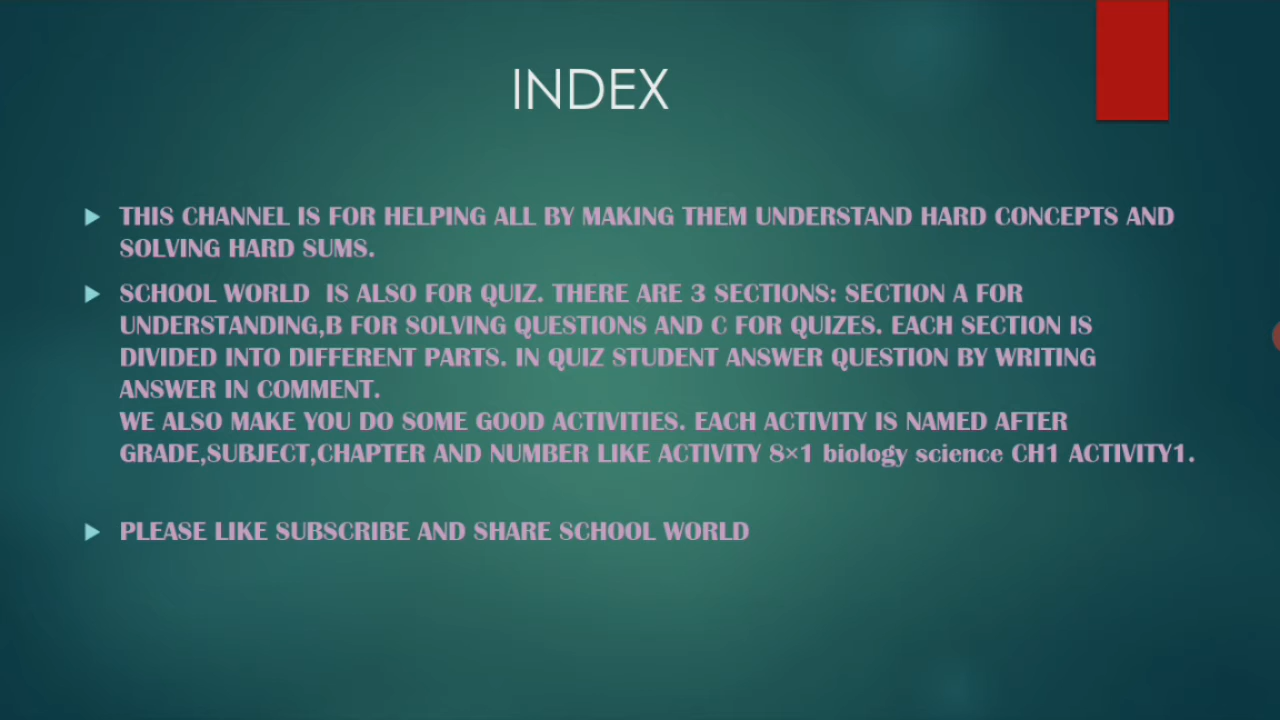 INDEX
THIS CHANNEL IS FOR HELPING ALL BY MAKING THEM UNDERSTAND HARD CONCEPTS AND
SOLVING HARD SUMS.
SCHOOL WORLD  IS ALSO FOR QUIZ. THERE ARE 3 SECTIONS: SECTION A FOR
UNDERSTANDING,B FOR SOLVING QUESTIONS AND C FOR QUIZES. EACH SECTION IS
DIVIDED INTO DIFFERENT PARTS. IN QUIZ STUDENT ANSWER QUESTION BY WRITING
ANSWER IN COMMENT.
WE ALSO MAKE YOU DO SOME GOOD ACTIVITIES. EACH ACTIVITY IS NAMED AFTER
GRADE,SUBJECT,CHAPTER AND NUMBER LIKE ACTIVITY 8×1 biology science CH1 ACTIVITY1.
PLEASE LIKE SUBSCRIBE AND SHARE SCHOOL WORLD